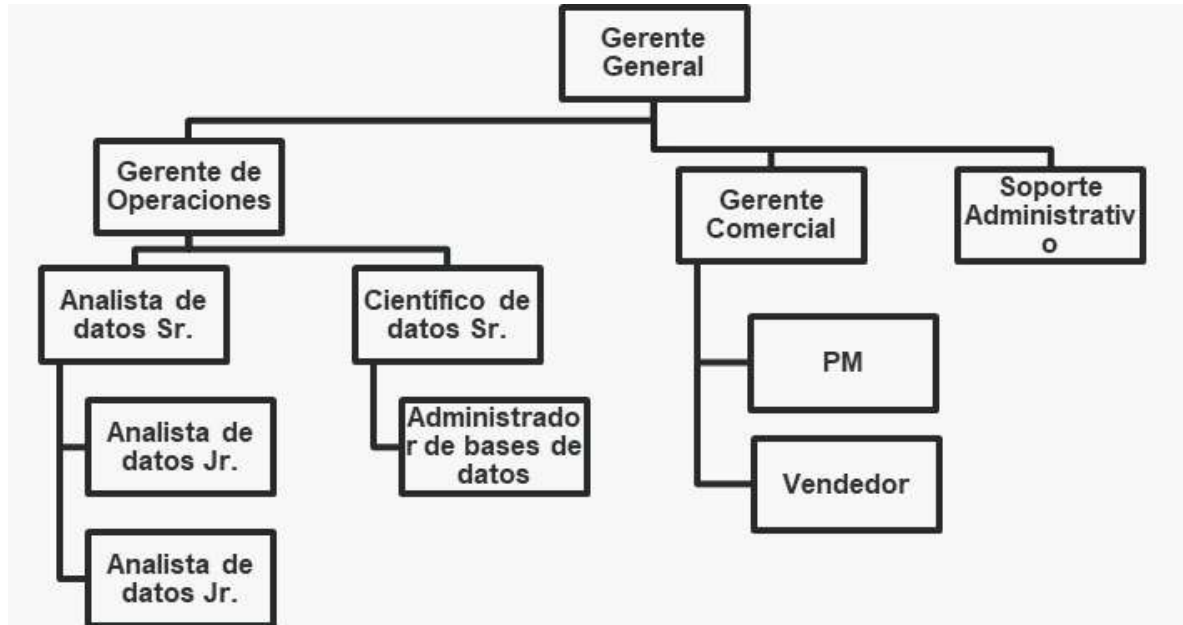 Gerente
General
Gerente de
Operaciones
Gerente
Comercial
Soporte
Administrativ
o
Analista de
datos Sr.
Científico de
datos Sr.
PM
Analista de
datos Jr.
Administrado
r de bases de
datos
Vendedor
Analista de
datos Jr.